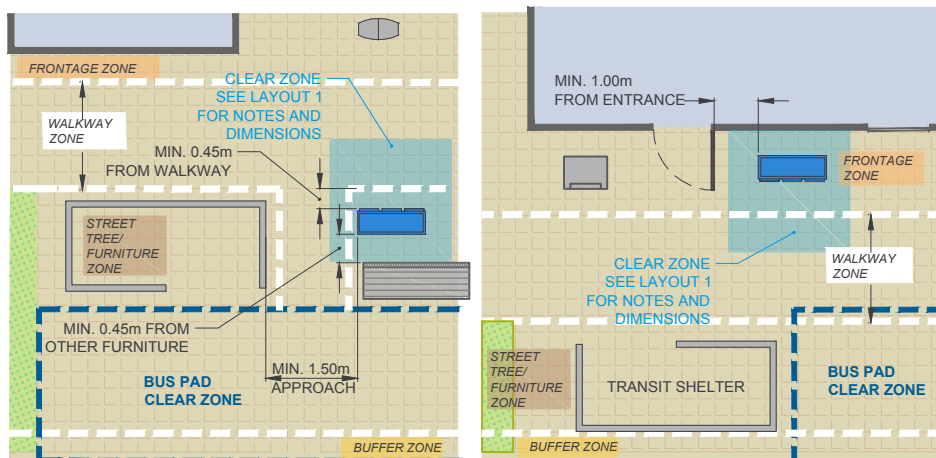 FRONTAGE ZONE
CLEAR ZONE
SEE LAYOUT 1
FOR NOTES AND
DIMENSIONS
WALKWAY
ZONE
MIN. 0.45m
FROM WALKWAY
STREET
TREE/
FURNITURE
ZONE
MIN. 0.45m FROM
OTHER FURNITURE
MIN. 1.50m
APPROACH
BUS PAD
CLEAR ZONE
BUFFER ZONE
MIN. 1.00m
FROM ENTRANCE
FRONTAGE
ZONE
CLEAR ZONE
SEE LAYOUT 1
FOR NOTES AND
DIMENSIONS
WALKWAY
ZONE
STREET
TREE/
FURNITURE
ZONE
TRANSIT SHELTER
BUS PAD
CLEAR ZONE
BUFFER ZONE